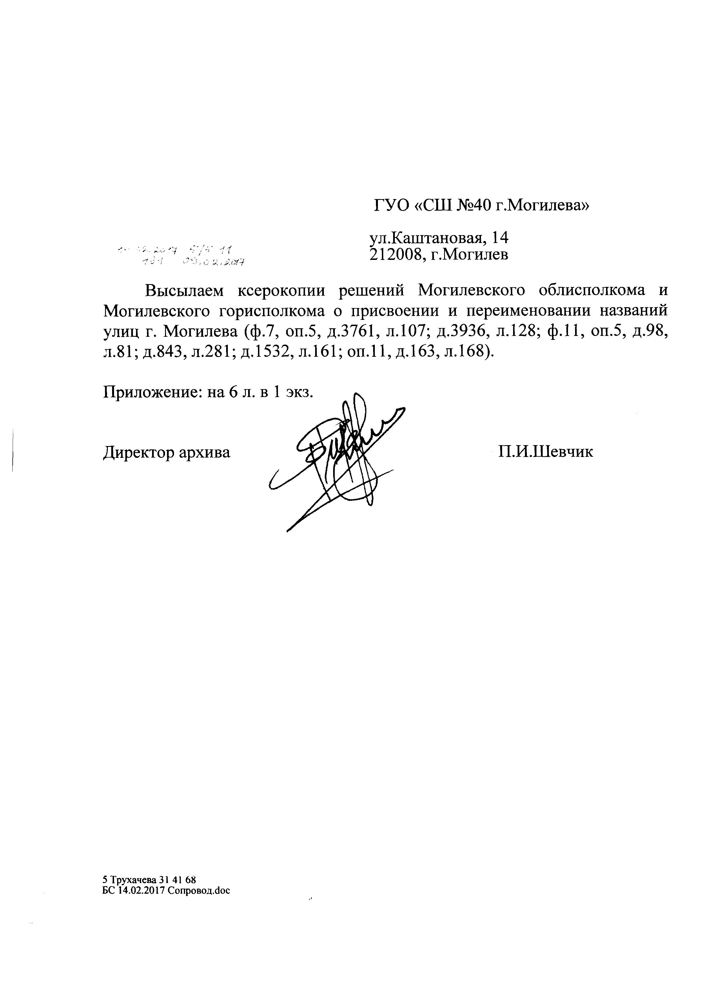 ГУО «СШ №40 г.Могилева»
ул.Каштановая, 14
212008, г.Могилев
02.2017 5/5 11
09.02.2017
Высылаем ксерокопии решений Могилевского облисполкома и
Могилевского горисполкома о присвоении и переименовании названий
улиц г. Могилева (ф.7, оп.5, д.3761, л.107; д.3936, л.128; ф.11, оп.5, д.98,
л.81; д.843, л.281; д.1532, л.161; оп.11, д.163, л.168).
Приложение: на 6 л. в 1 экз.
Директор архива П.И.Шевчик
5 Трухачева 31 41 68
БС 14.02.2017 Сопровод.doc